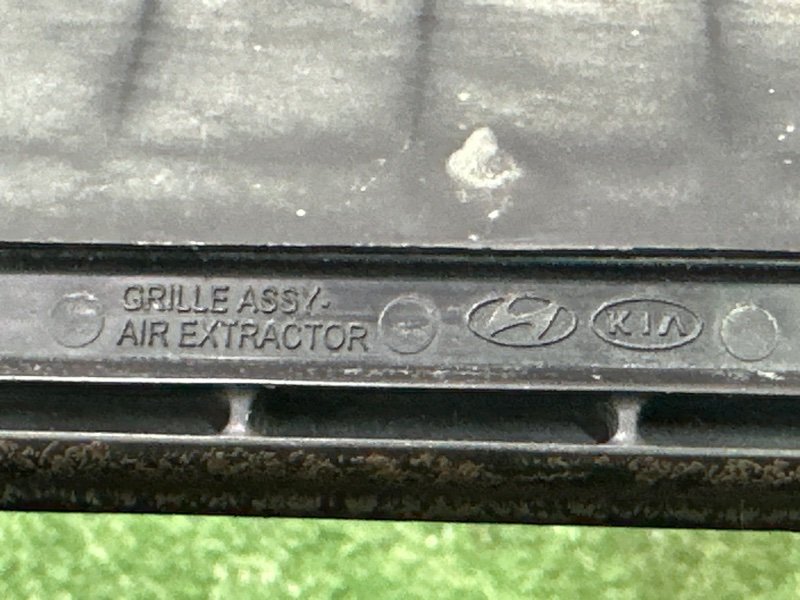 GRILLE ASSY-
AIR EXTRACTOR
KIA